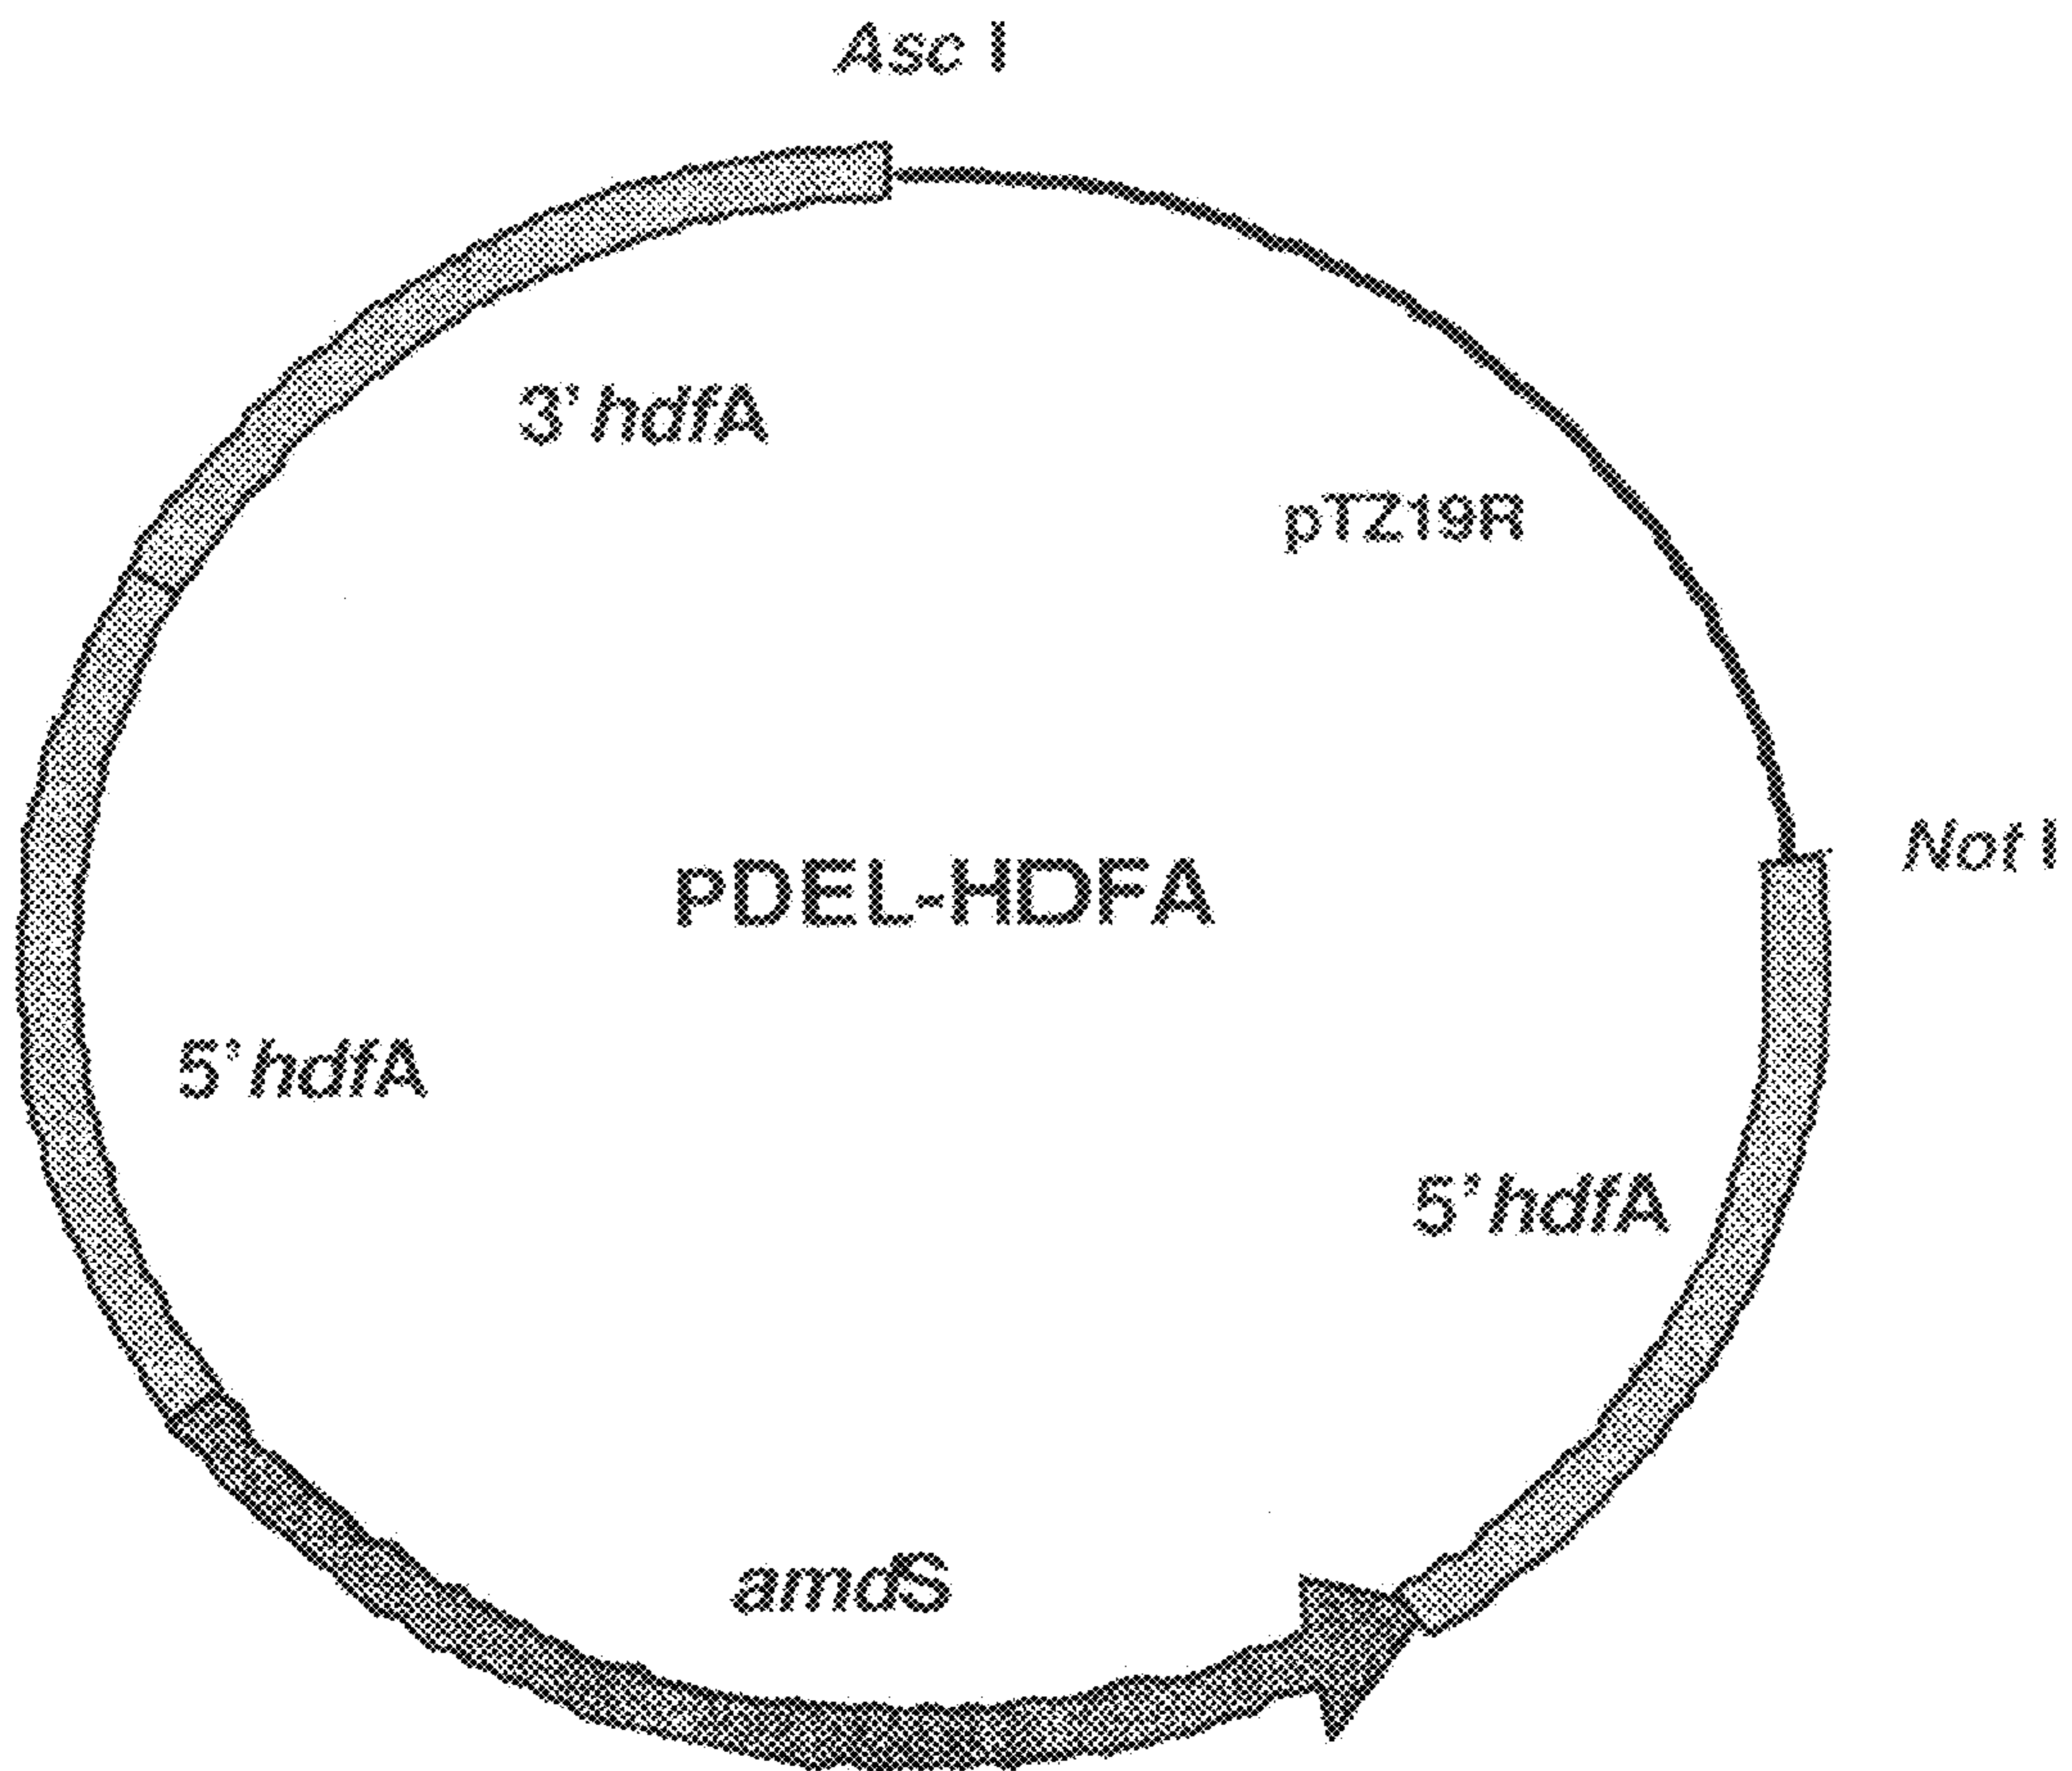 Asc I
3' hdfA
pTZ19R
Not I
pDEL-HDFA
5' hdfA
5' hdfA
amdS